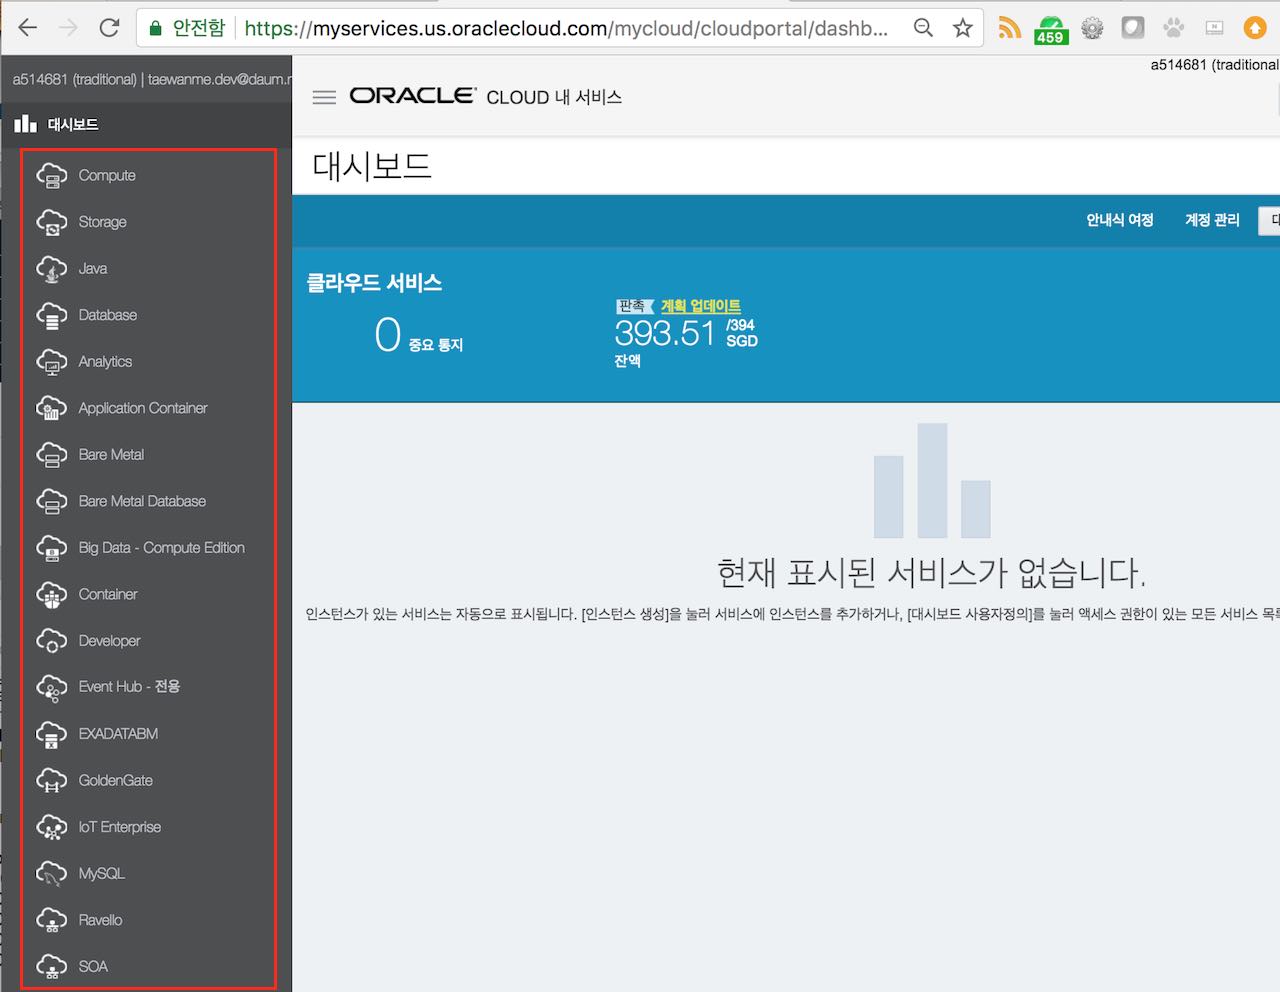 안전함 https://myservices.us.oraclecloud.com/mycloud/cloudportal/dashb...
459
N
a514681 (traditional) | taewanme.dev@daum.n
a514681 (traditional
ORACLE CLOUD 내 서비스
대시보드
Compute
Storage
Java
Database
Analytics
Application Container
Bare Metal
Bare Metal Database
Big Data - Compute Edition
Container
Developer
Event Hub - 전용
EXADATABM
GoldenGate
IoT Enterprise
MySQL
Ravello
SOA
대시보드
안내식 여정 계정 관리 대
클라우드 서비스
0 중요 통지
판촉 계획 업데이트
393.51 /394 SGD
잔액
현재 표시된 서비스가 없습니다.
인스턴스가 있는 서비스는 자동으로 표시됩니다. [인스턴스 생성]을 눌러 서비스에 인스턴스를 추가하거나, [대시보드 사용자정의]를 눌러 액세스 권한이 있는 모든 서비스 목록